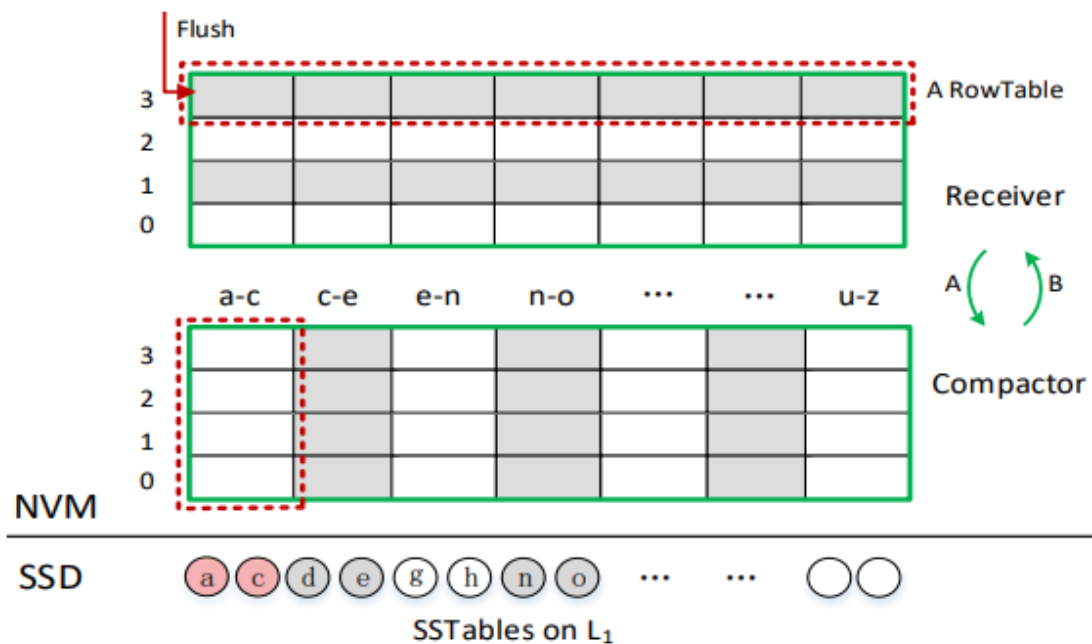 Flush
3
A RowTable
2
1
Receiver
0
A B
a-c c-e e-n n-o ... ... u-z
3
2
Compactor
1
0
NVM
SSD
a c d e g h n o ... ...
SSTables on L₁